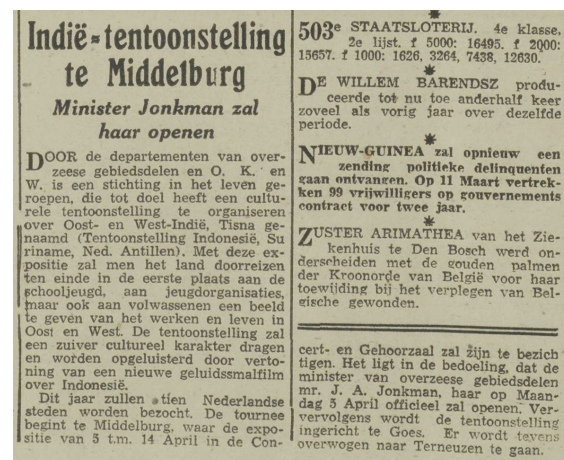 Indië-tentoonstelling
te Middelburg
Minister Jonkman zal
haar openen
DOOR de departementen van over-
zeese gebiedsdelen en O. K. en
W. is een stichting in het leven ge-
roepen, die tot doel heeft een cultu-
rele tentoonstelling te organiseren
over Oost- en West-Indië, Tisna ge-
naamd (Tentoonstelling Indonesië, Su
riname, Ned. Antillen). Met deze ex-
positie zal men het land doorreizen
ten einde in de eerste plaats aan de
schooljeugd, aan jeugdorganisaties,
maar ook aan volwassenen een beeld
te geven van het werken en leven in
Oost en West. De tentoonstelling zal
een zuiver cultureel karakter dragen
en worden opgeluisterd door verto-
ning van een nieuwe geluidssmalfilm
over Indonesië.
Dit jaar zullen tien Nederlandse
steden worden bezocht. De tournee
begint te Middelburg, waar de expo-
sitie van 5 t.m. 14 April in de Con-
503e STAATSLOTERIJ. 4e klasse,
2e lijst. f 5000: 16495. f 2000:
15657. f 1000: 1626, 3264, 7438, 12630.
DE WILLEM BARENDSZ produ-
ceerde tot nu toe anderhalf keer
zoveel als vorig jaar over dezelfde
periode.
NIEUW-GUINEA zal opnieuw een
zending politieke delinquenten
gaan ontvangen. Op 11 Maart vertrek-
ken 99 vrijwilligers op gouvernements
contract voor twee jaar.
ZUSTER ARIMATHEA van het Zie-
kenhuis te Den Bosch werd on-
derscheiden met de gouden palmen
der Kroonorde van België voor haar
toewijding bij het verplegen van Bel-
gische gewonden.
cert- en Gehoorzaal zal zijn te bezich
tigen. Het ligt in de bedoeling, dat de
minister van overzeese gebiedsdelen
mr. J. A. Jonkman, haar op Maan-
dag 5 April officieel zal openen. Ver-
vervolgens wordt de tentoonstelling
ingericht te Goes. Er wordt tevens
overwogen naar Terneuzen te gaan.